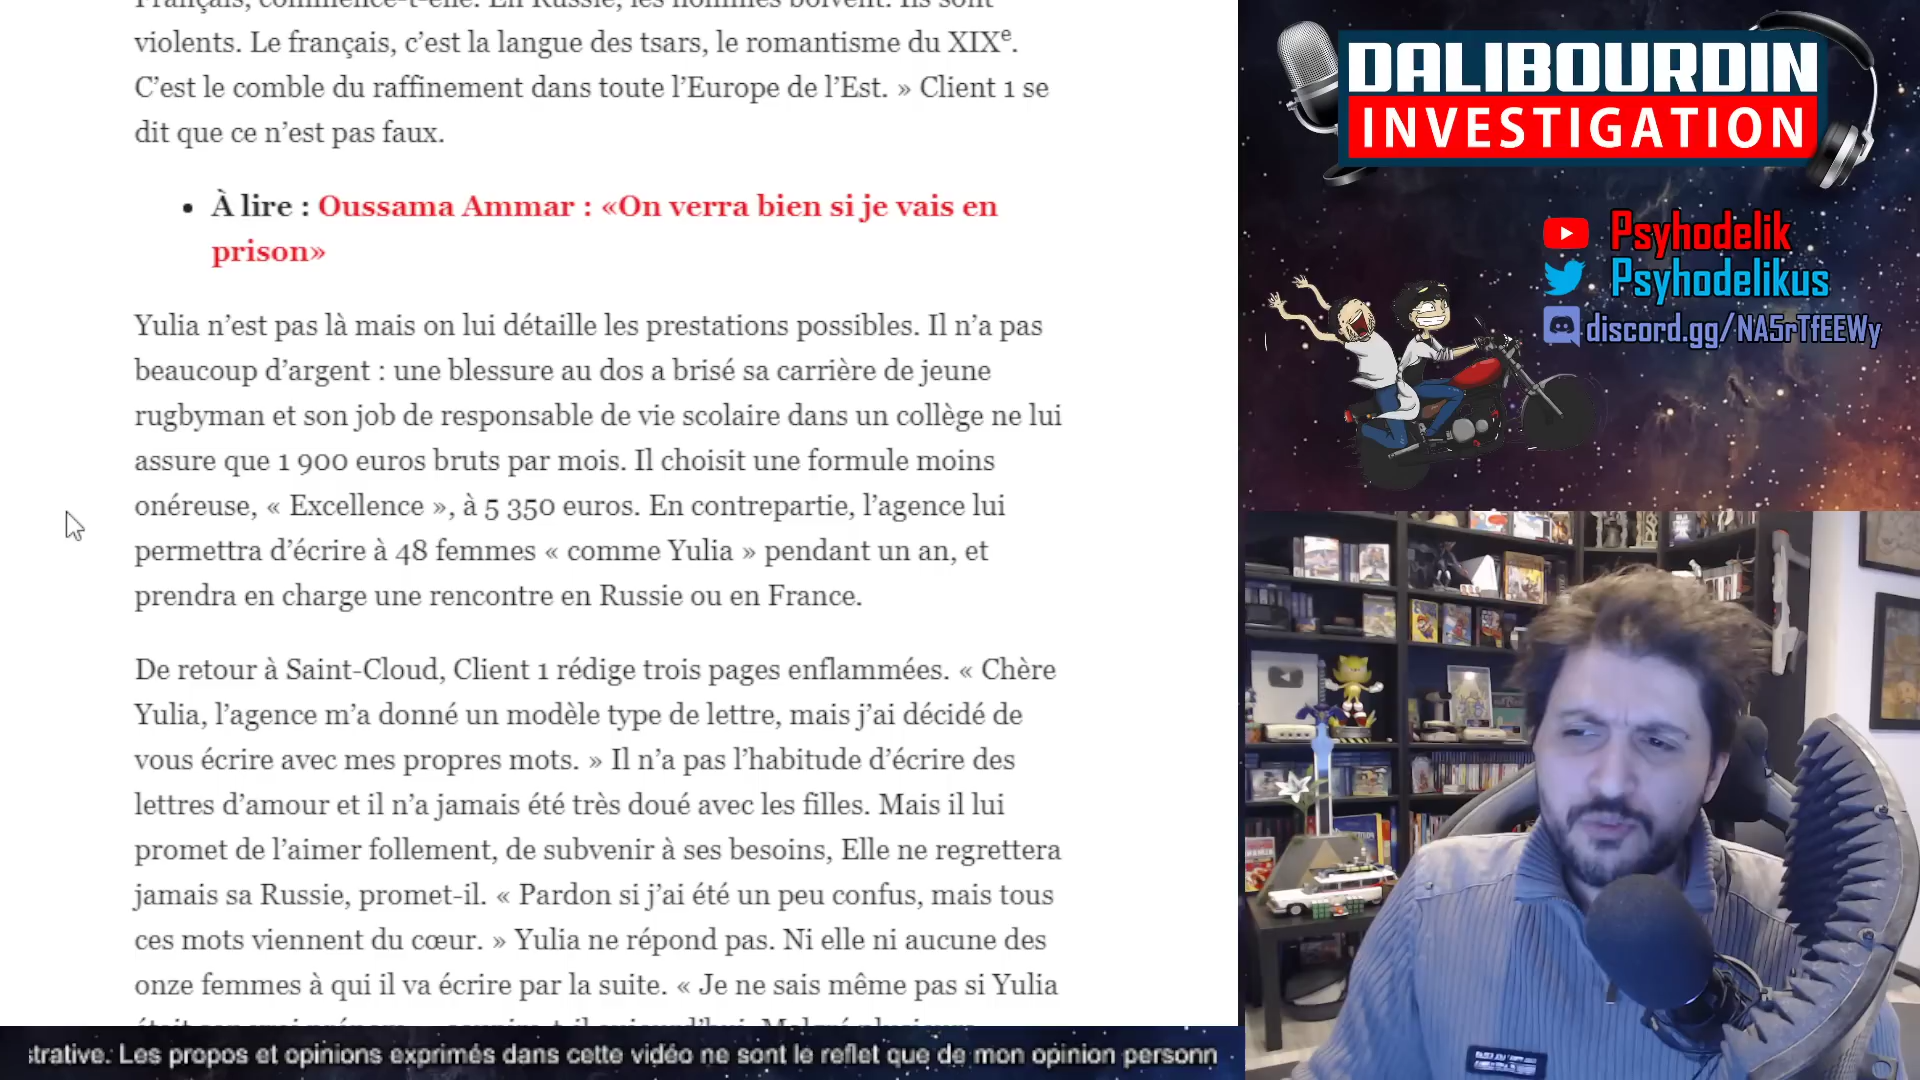 Français, commence-t-elle. En Russie, les hommes boivent. Ils sont
violents. Le français, c’est la langue des tsars, le romantisme du XIXe.
C’est le comble du raffinement dans toute l’Europe de l’Est. » Client 1 se
dit que ce n’est pas faux.
• À lire : Oussama Ammar : «On verra bien si je vais en
prison»
Yulia n’est pas là mais on lui détaille les prestations possibles. Il n’a pas
beaucoup d’argent : une blessure au dos a brisé sa carrière de jeune
rugbyman et son job de responsable de vie scolaire dans un collège ne lui
assure que 1 900 euros bruts par mois. Il choisit une formule moins
onéreuse, « Excellence », à 5 350 euros. En contrepartie, l’agence lui
permettra d’écrire à 48 femmes « comme Yulia » pendant un an, et
prendra en charge une rencontre en Russie ou en France.
De retour à Saint-Cloud, Client 1 rédige trois pages enflammées. « Chère
Yulia, l’agence m’a donné un modèle type de lettre, mais j’ai décidé de
vous écrire avec mes propres mots. » Il n’a pas l’habitude d’écrire des
lettres d’amour et il n’a jamais été très doué avec les filles. Mais il lui
promet de l’aimer follement, de subvenir à ses besoins, Elle ne regrettera
jamais sa Russie, promet-il. « Pardon si j’ai été un peu confus, mais tous
ces mots viennent du cœur. » Yulia ne répond pas. Ni elle ni aucune des
onze femmes à qui il va écrire par la suite. « Je ne sais même pas si Yulia
strative. Les propos et opinions exprimés dans cette vidéo ne sont le reflet que de mon opinion personn
DALIBOURDIN
INVESTIGATION
Psyhodelik
Psyhodelikus
discord.gg/NA5rTfEEWy